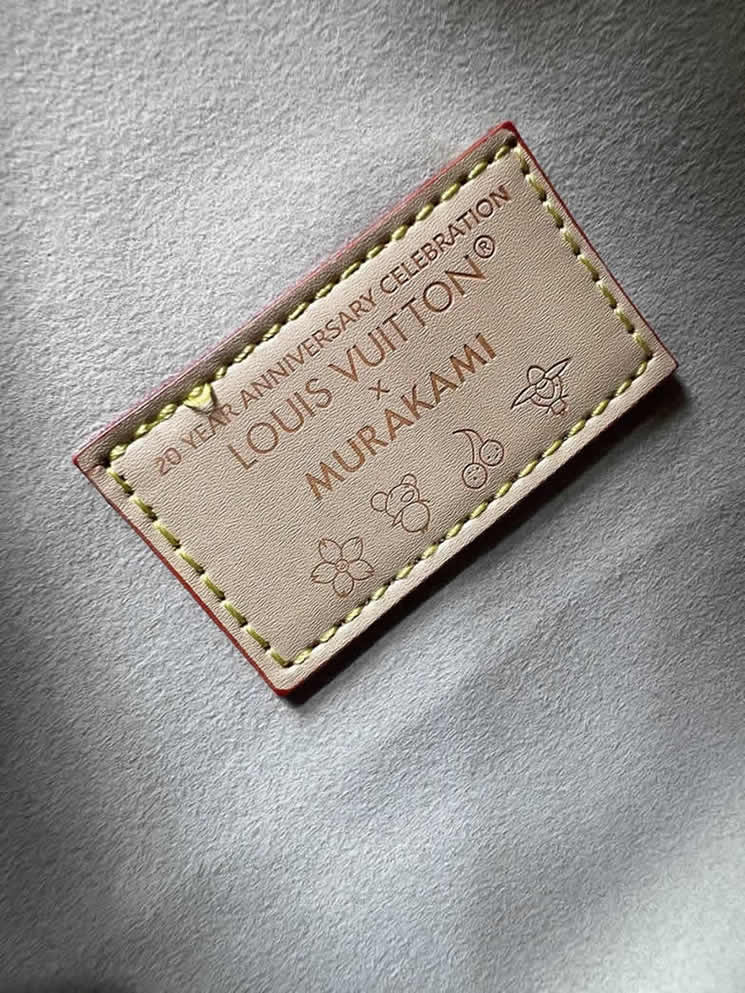 20 YEAR ANNIVERSARY CELEBRATION
LOUIS VUITTON®
×
MURAKAMI